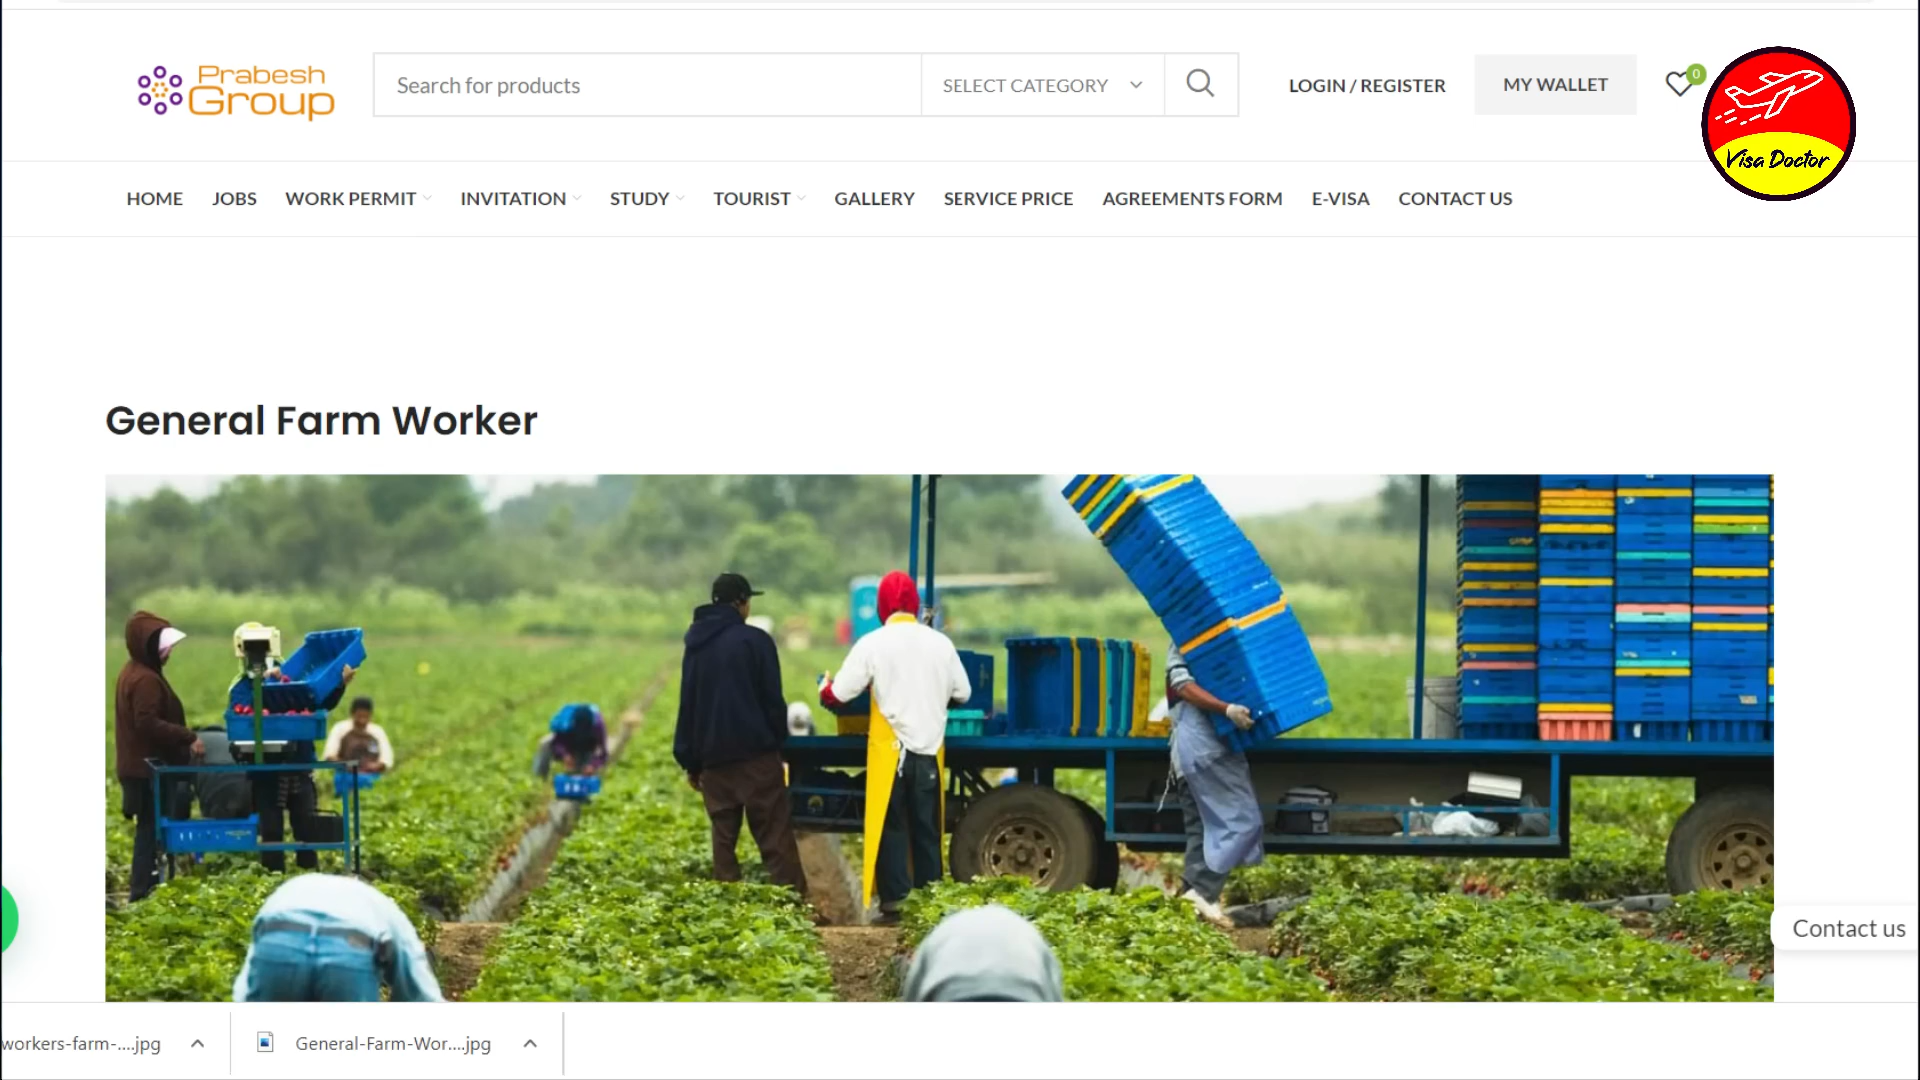 Prabesh
Group
Search for products
SELECT CATEGORY
LOGIN / REGISTER
MY WALLET
0
Visa Doctor
HOME
JOBS
WORK PERMIT
INVITATION
STUDY
TOURIST
GALLERY
SERVICE PRICE
AGREEMENTS FORM
E-VISA
CONTACT US
General Farm Worker
Contact us
workers-farm-....jpg
General-Farm-Wor....jpg